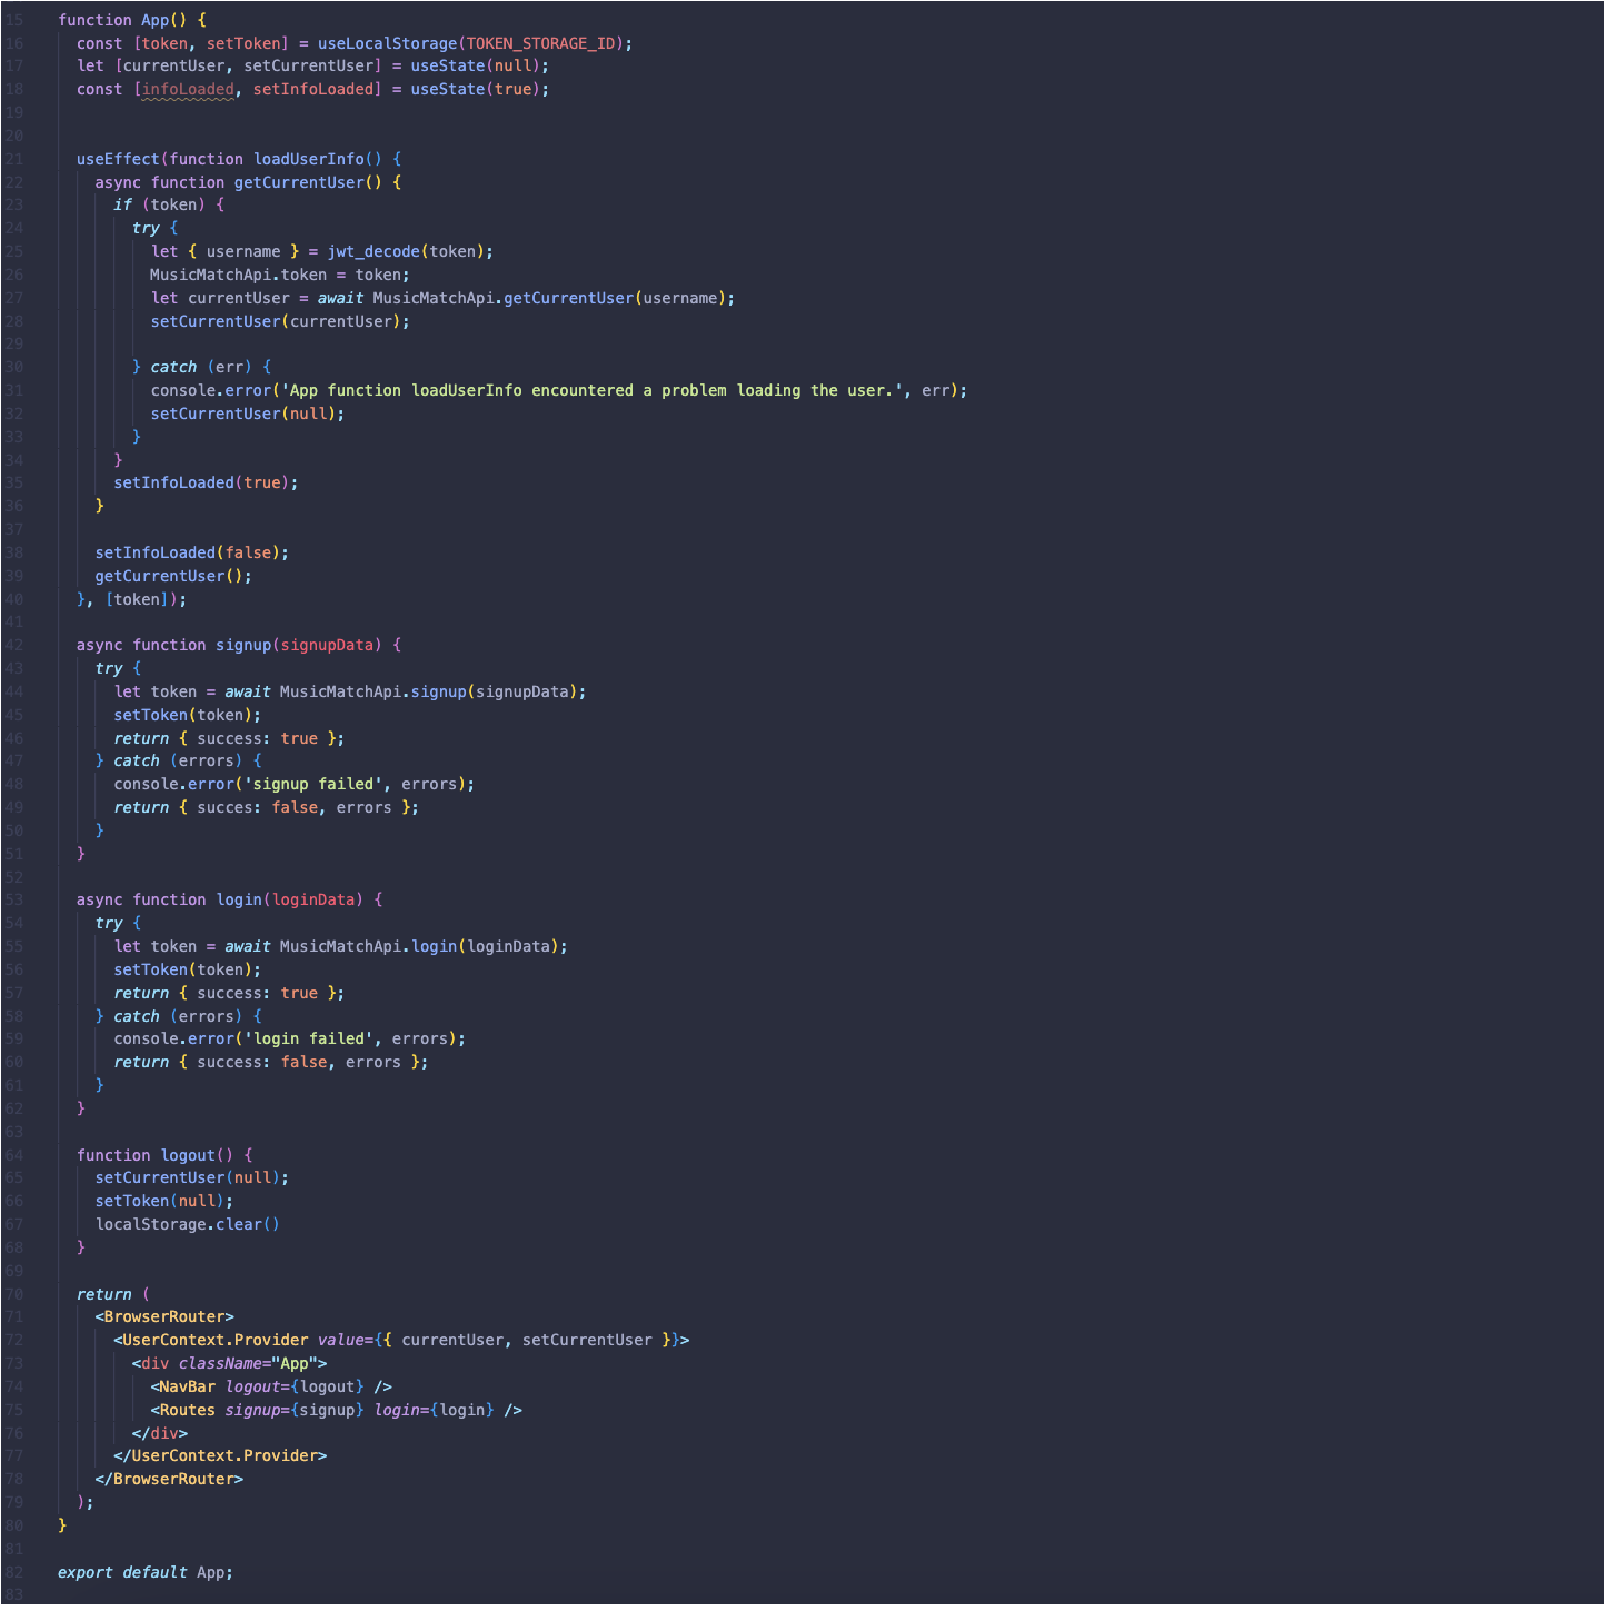 15 function App() {
16 const [token, setToken] = useLocalStorage(TOKEN_STORAGE_ID);
17 let [currentUser, setCurrentUser] = useState(null);
18 const [infoLoaded, setInfoLoaded] = useState(true);
19
20
21 useEffect(function loadUserInfo() {
22 async function getCurrentUser() {
23 if (token) {
24 try {
25 let { username } = jwt_decode(token);
26 MusicMatchApi.token = token;
27 let currentUser = await MusicMatchApi.getCurrentUser(username);
28 setCurrentUser(currentUser);
29
30 } catch (err) {
31 console.error('App function loadUserInfo encountered a problem loading the user.', err);
32 setCurrentUser(null);
33 }
34 }
35 setInfoLoaded(true);
36 }
37
38 setInfoLoaded(false);
39 getCurrentUser();
40 }, [token]);
41
42 async function signup(signupData) {
43 try {
44 let token = await MusicMatchApi.signup(signupData);
45 setToken(token);
46 return { success: true };
47 } catch (errors) {
48 console.error('signup failed', errors);
49 return { succes: false, errors };
50 }
51 }
52
53 async function login(loginData) {
54 try {
55 let token = await MusicMatchApi.login(loginData);
56 setToken(token);
57 return { success: true };
58 } catch (errors) {
59 console.error('login failed', errors);
60 return { success: false, errors };
61 }
62 }
63
64 function logout() {
65 setCurrentUser(null);
66 setToken(null);
67 localStorage.clear()
68 }
69
70 return (
71 <BrowserRouter>
72 <UserContext.Provider value={{ currentUser, setCurrentUser }}>
73 <div className="App">
74 <NavBar logout={logout} />
75 <Routes signup={signup} login={login} />
76 </div>
77 </UserContext.Provider>
78 </BrowserRouter>
79 );
80 }
81
82 export default App;
83